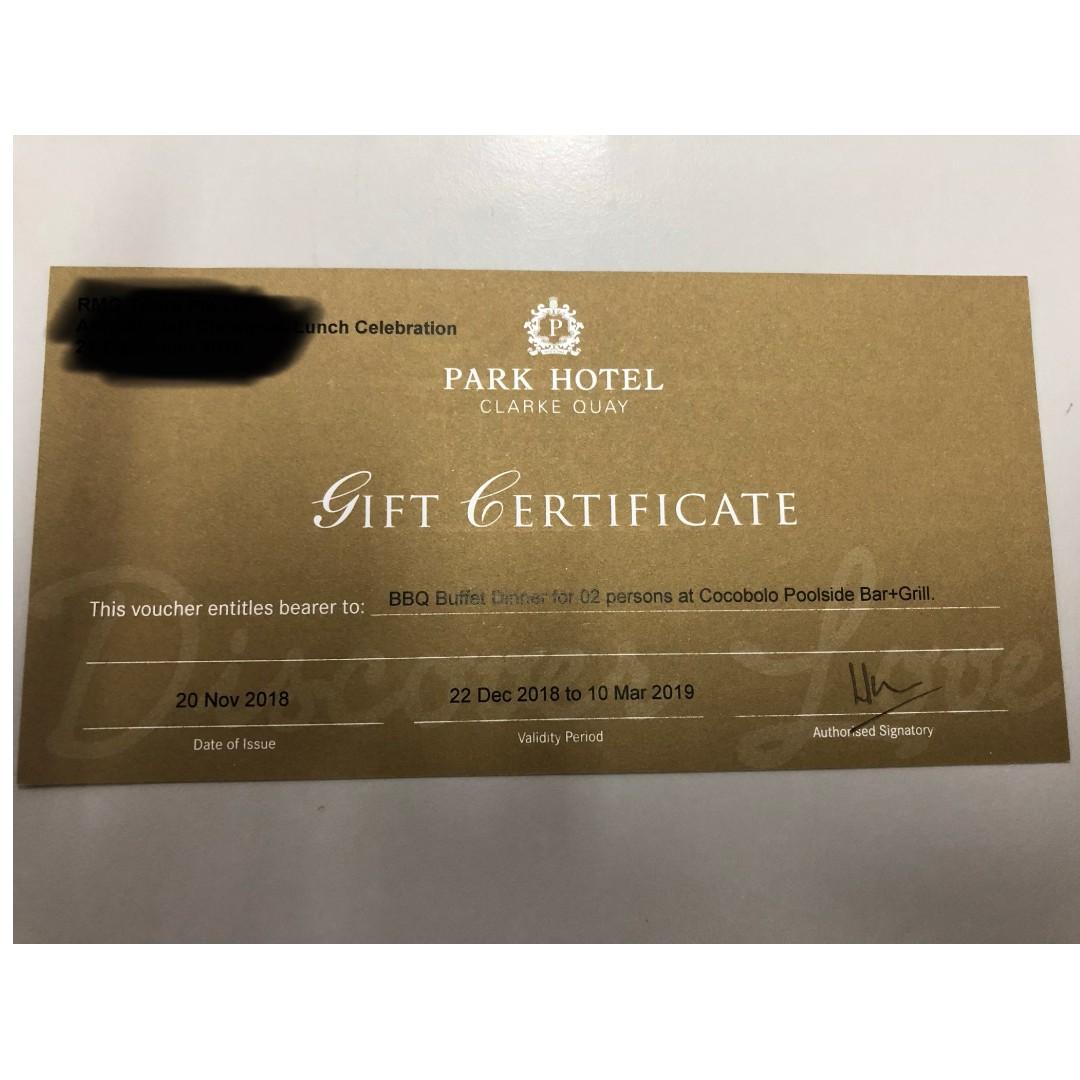 Lunch Celebration
P
PARK HOTEL
CLARKE QUAY
GIFT CERTIFICATE
This voucher entitles bearer to: BBQ Buffet Dinner for 02 persons at Cocobolo Poolside Bar+Grill.
20 Nov 2018 22 Dec 2018 to 10 Mar 2019
Date of Issue Validity Period Authorised Signatory
Discover Love